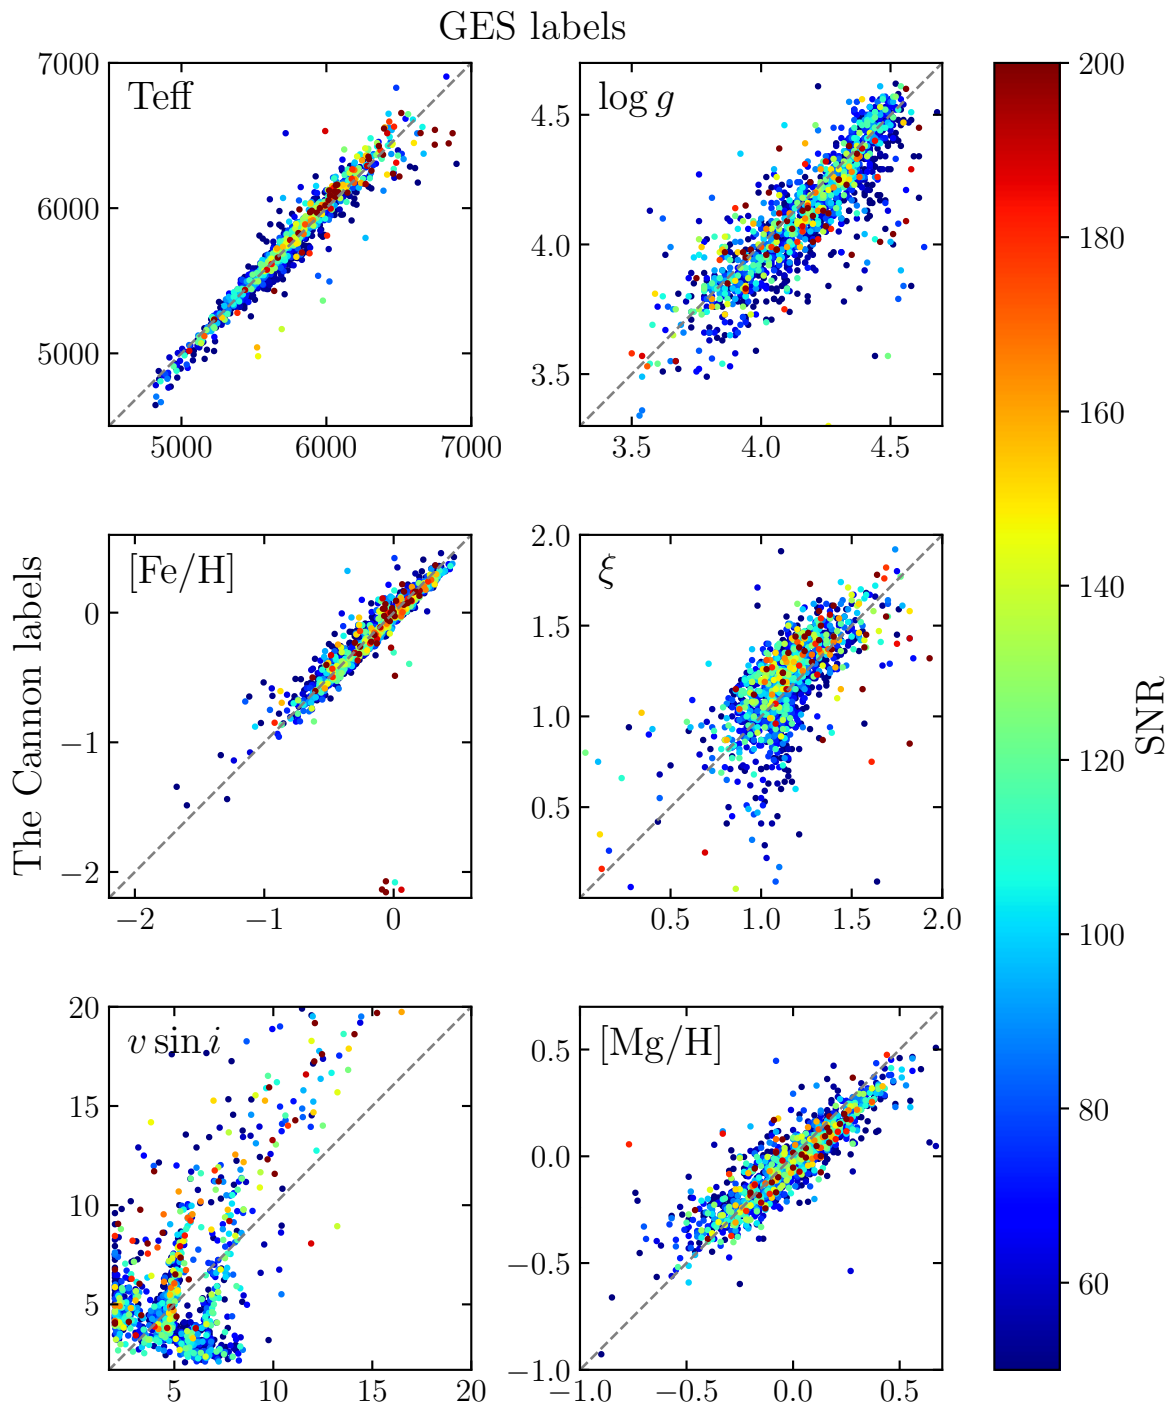 GES labels
Teff
7000
6000
5000
5000 6000 7000
log g
4.5
4.0
3.5
3.5 4.0 4.5
The Cannon labels
[Fe/H]
0
−1
−2
−2 −1 0
ξ
2.0
1.5
1.0
0.5
0.5 1.0 1.5 2.0
v sin i
20
15
10
5
5 10 15 20
[Mg/H]
0.5
0.0
−0.5
−1.0
−1.0 −0.5 0.0 0.5
200
180
160
140
120
100
80
60
SNR